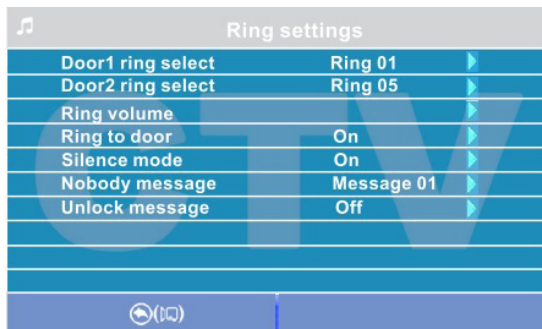 Ring settings
Door1 ring select Ring 01
Door2 ring select Ring 05
Ring volume
Ring to door On
Silence mode On
Nobody message Message 01
Unlock message Off
CTV